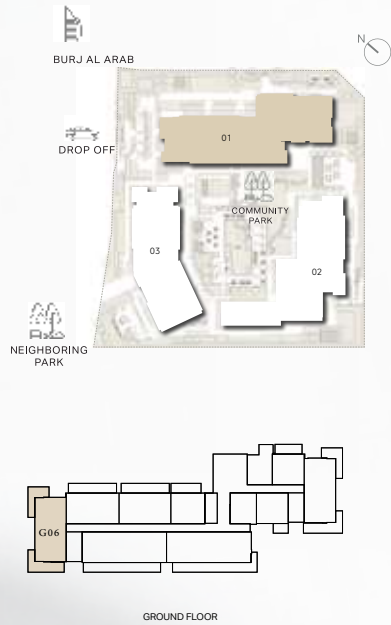 N
BURJ AL ARAB
DROP OFF
01
COMMUNITY
PARK
03
02
NEIGHBORING
PARK
G06
GROUND FLOOR